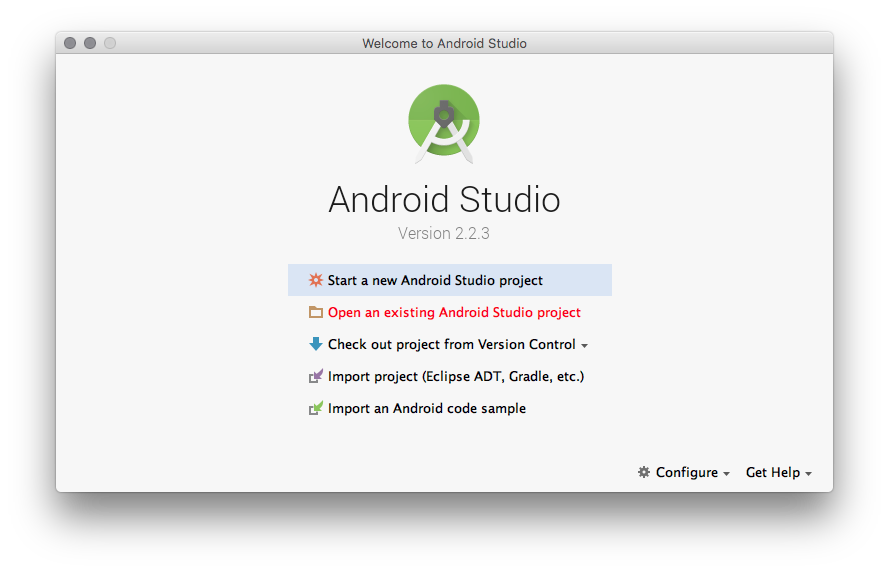 Welcome to Android Studio
Android Studio
Version 2.2.3
Start a new Android Studio project
Open an existing Android Studio project
Check out project from Version Control
Import project (Eclipse ADT, Gradle, etc.)
Import an Android code sample
Configure Get Help